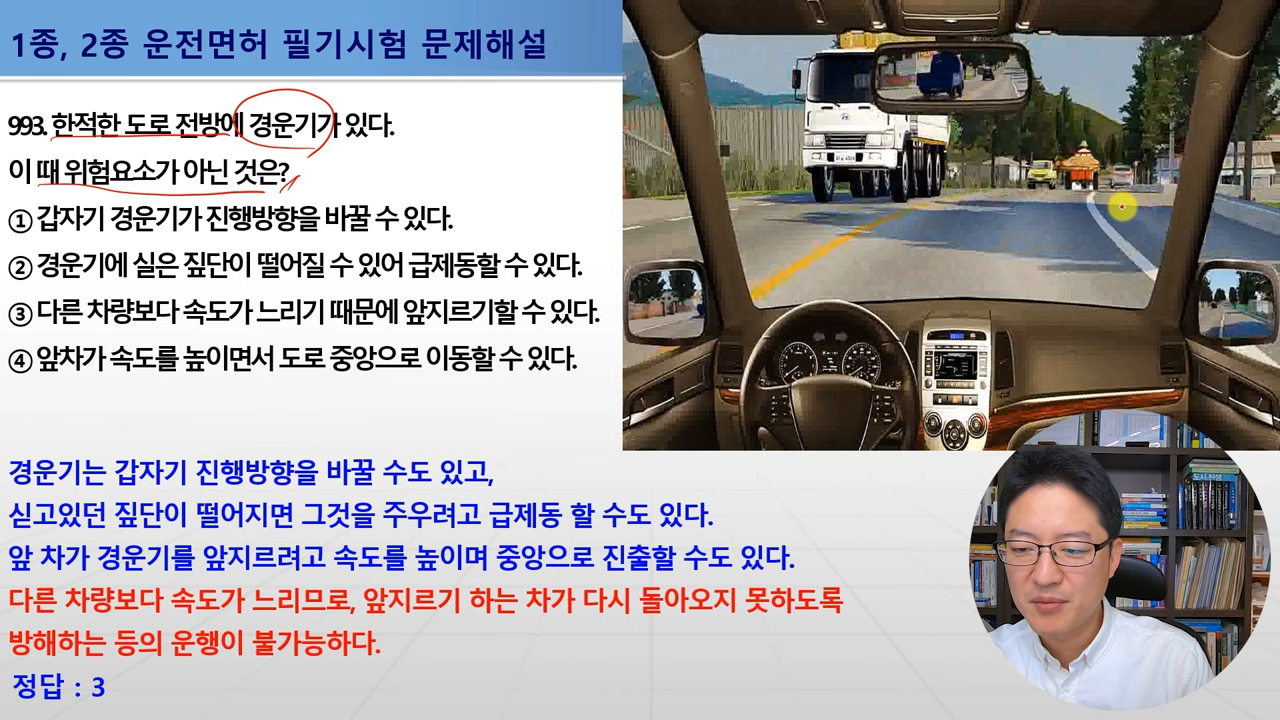 1종, 2종 운전면허 필기시험 문제해설
993. 한적한 도로 전방에 경운기가 있다.
이 때 위험요소가 아닌 것은?
① 갑자기 경운기가 진행방향을 바꿀 수 있다.
② 경운기에 실은 짚단이 떨어질 수 있어 급제동할 수 있다.
③ 다른 차량보다 속도가 느리기 때문에 앞지르기할 수 있다.
④ 앞차가 속도를 높이면서 도로 중앙으로 이동할 수 있다.
경운기는 갑자기 진행방향을 바꿀 수도 있고,
싣고있던 짚단이 떨어지면 그것을 주우려고 급제동 할 수도 있다.
앞 차가 경운기를 앞지르려고 속도를 높이며 중앙으로 진출할 수도 있다.
다른 차량보다 속도가 느리므로, 앞지르기 하는 차가 다시 돌아오지 못하도록
방해하는 등의 운행이 불가능하다.
정답 : 3